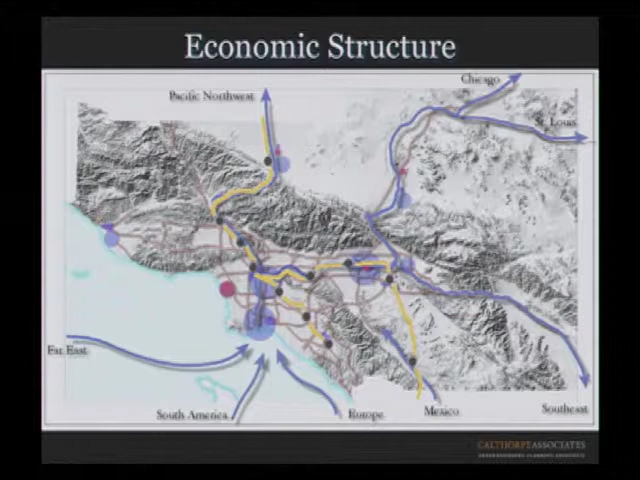 Economic Structure
Chicago
Pacific Northwest
St. Louis
Far East
South America
Europe
Mexico
Southeast
CALTHORPE ASSOCIATES